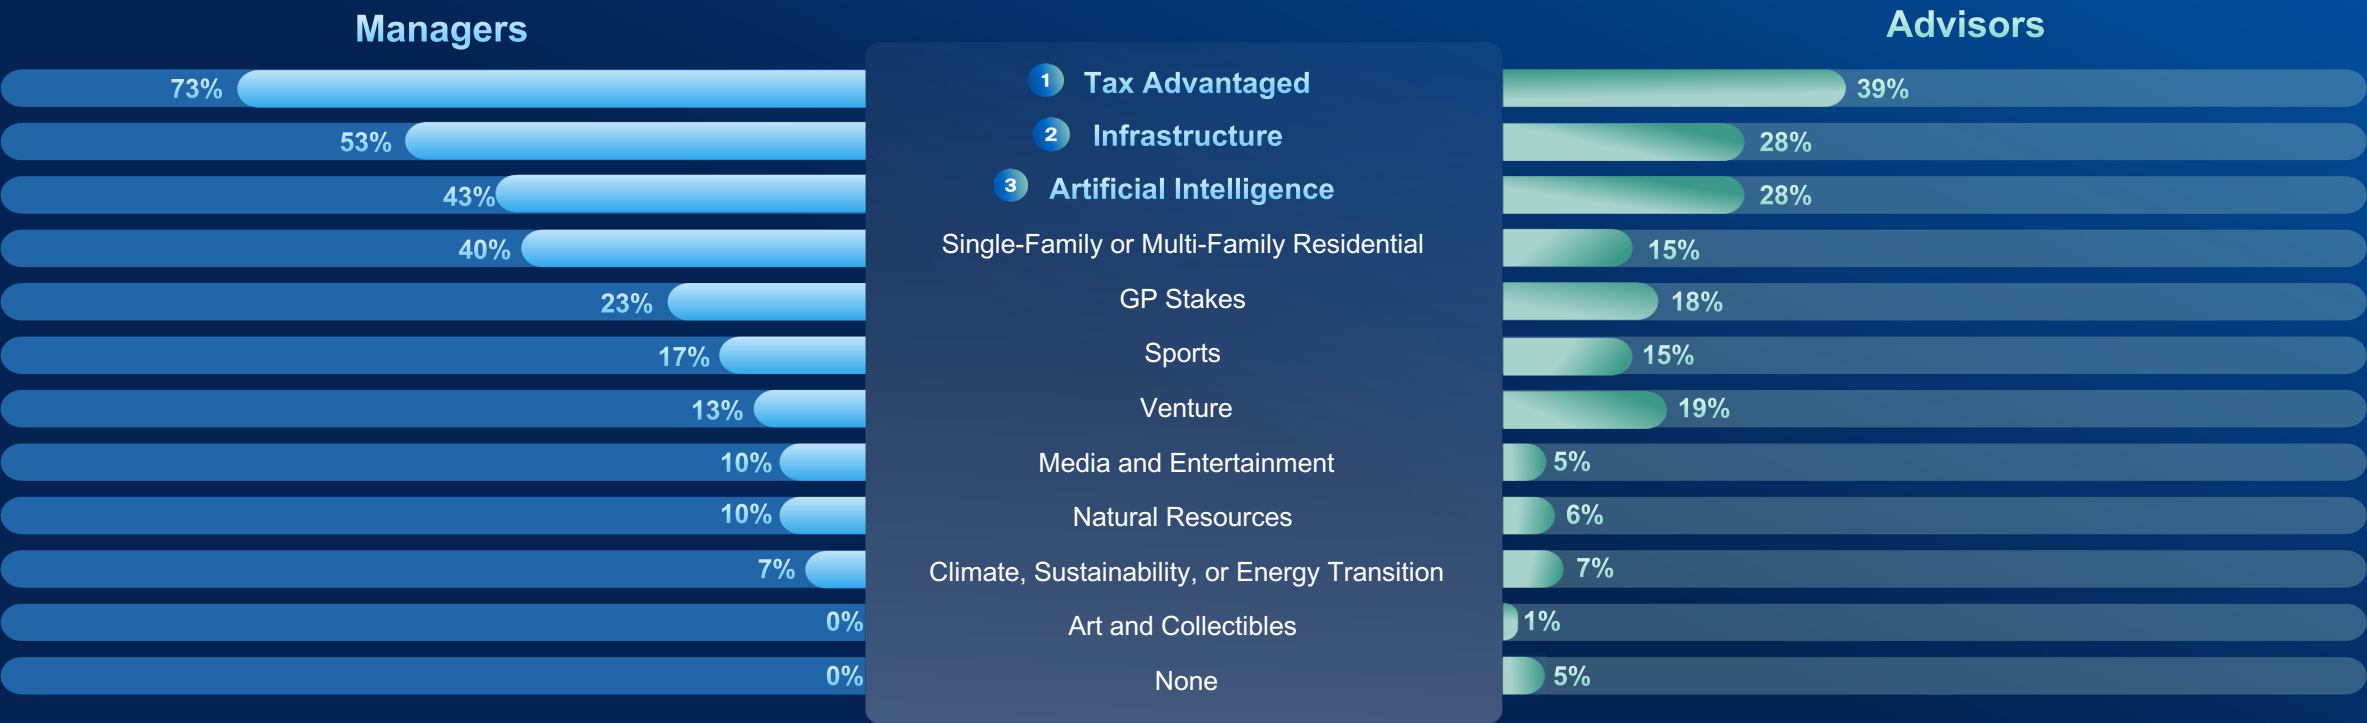 Managers
Advisors
73%
1 Tax Advantaged
39%
53%
2 Infrastructure
28%
43%
3 Artificial Intelligence
28%
40%
Single-Family or Multi-Family Residential
15%
23%
GP Stakes
18%
17%
Sports
15%
13%
Venture
19%
10%
Media and Entertainment
5%
10%
Natural Resources
6%
7%
Climate, Sustainability, or Energy Transition
7%
0%
Art and Collectibles
1%
0%
None
5%